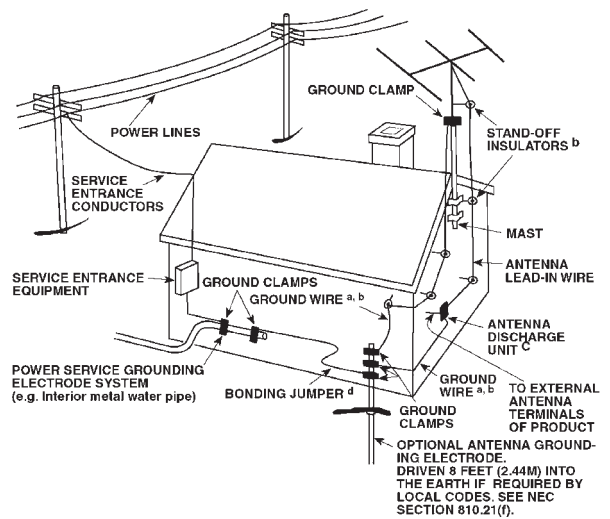 GROUND CLAMP
POWER LINES
STAND-OFF
INSULATORS b
SERVICE
ENTRANCE
CONDUCTORS
MAST
ANTENNA
LEAD-IN WIRE
SERVICE ENTRANCE
EQUIPMENT
GROUND CLAMPS
GROUND WIRE a, b
ANTENNA
DISCHARGE
UNIT C
POWER SERVICE GROUNDING
ELECTRODE SYSTEM
(e.g. Interior metal water pipe)
BONDING JUMPER d
GROUND
WIRE a, b
GROUND
CLAMPS
TO EXTERNAL
ANTENNA
TERMINALS
OF PRODUCT
OPTIONAL ANTENNA GROUND-
ING ELECTRODE.
DRIVEN 8 FEET (2.44M) INTO
THE EARTH IF REQUIRED BY
LOCAL CODES. SEE NEC
SECTION 810.21(f).